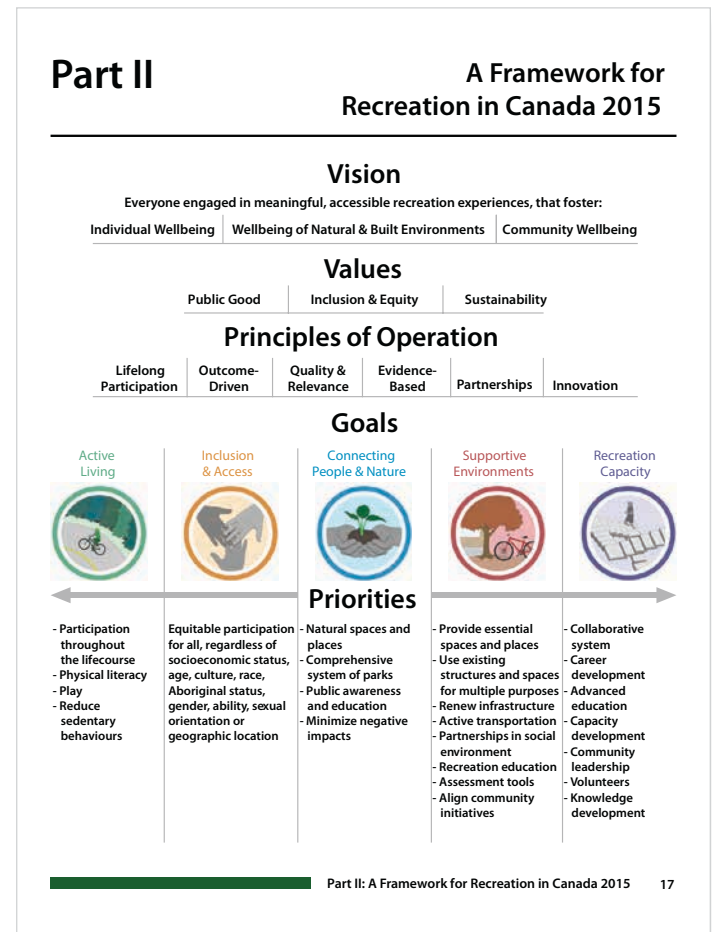 Part II
A Framework for
Recreation in Canada 2015
Vision
Everyone engaged in meaningful, accessible recreation experiences, that foster:
Individual Wellbeing
Wellbeing of Natural & Built Environments
Community Wellbeing
Values
Public Good
Inclusion & Equity
Sustainability
Principles of Operation
Lifelong
Participation
Outcome-
Driven
Quality &
Relevance
Evidence-
Based
Partnerships
Innovation
Goals
Active
Living
Inclusion
& Access
Connecting
People & Nature
Supportive
Environments
Recreation
Capacity
Priorities
- Participation
throughout
the lifecourse
- Physical literacy
- Play
- Reduce
sedentary
behaviours
Equitable participation
for all, regardless of
socioeconomic status,
age, culture, race,
Aboriginal status,
gender, ability, sexual
orientation or
geographic location
- Natural spaces and
places
- Comprehensive
system of parks
- Public awareness
and education
- Minimize negative
impacts
- Provide essential
spaces and places
- Use existing
structures and spaces
for multiple purposes
- Renew infrastructure
- Active transportation
- Partnerships in social
environment
- Recreation education
- Assessment tools
- Align community
initiatives
- Collaborative
system
- Career
development
- Advanced
education
- Capacity
development
- Community
leadership
- Volunteers
- Knowledge
development
Part II: A Framework for Recreation in Canada 2015 17